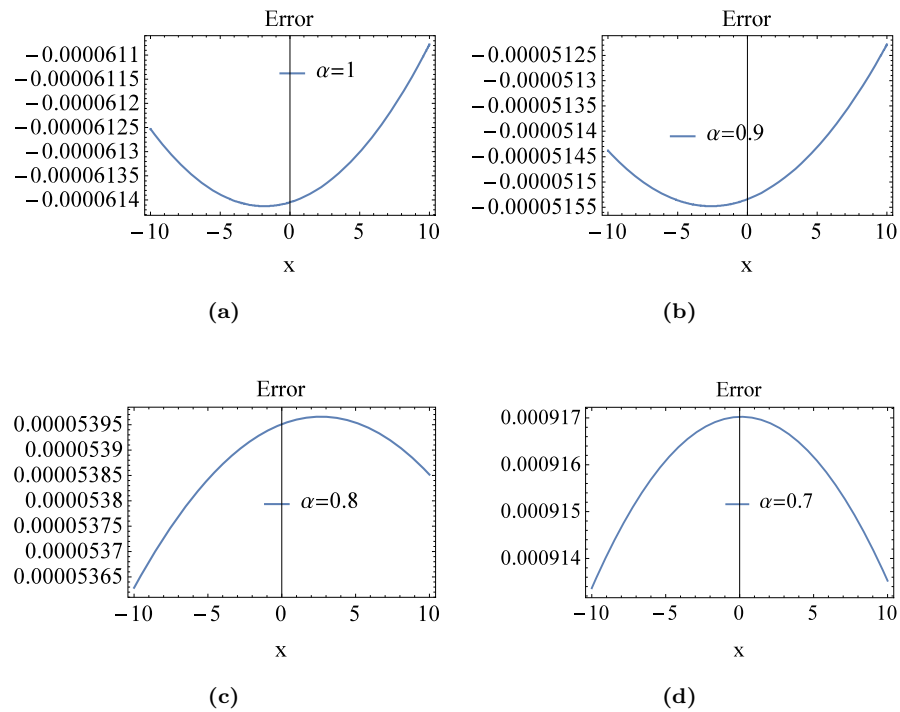 Error
−0.0000611
−0.00006115
−0.0000612
−0.00006125
−0.0000613
−0.00006135
−0.0000614
α=1
−10 −5 0 5 10
x
(a)
Error
−0.00005125
−0.0000513
−0.00005135
−0.0000514
−0.00005145
−0.0000515
−0.00005155
α=0.9
−10 −5 0 5 10
x
(b)
Error
0.00005395
0.0000539
0.00005385
0.0000538
0.00005375
0.0000537
0.00005365
α=0.8
−10 −5 0 5 10
x
(c)
Error
0.000917
0.000916
0.000915
0.000914
α=0.7
−10 −5 0 5 10
x
(d)